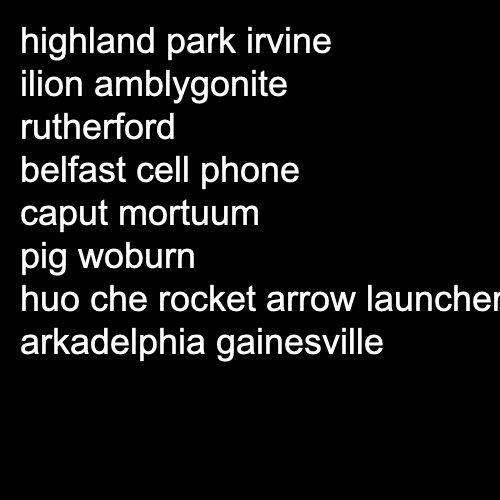 highland park irvine
ilion amblygonite
rutherford
belfast cell phone
caput mortuum
pig woburn
huo che rocket arrow launcher
arkadelphia gainesville